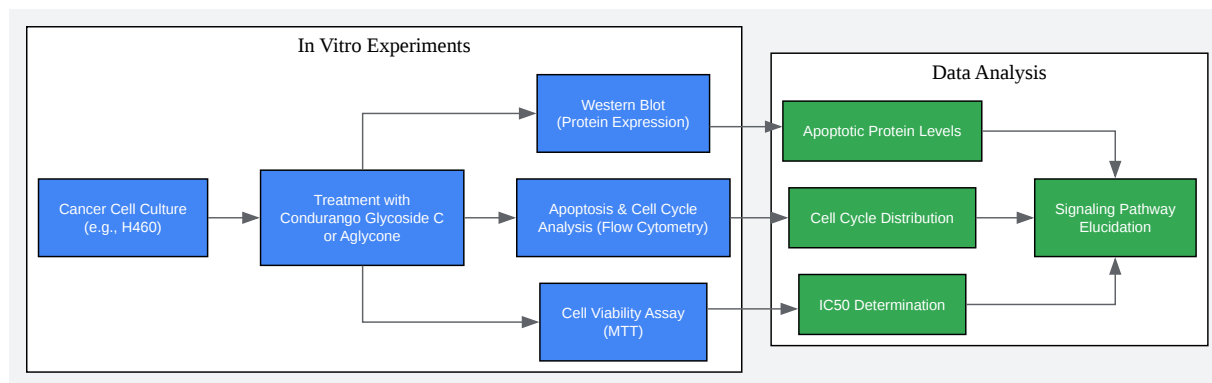 In Vitro Experiments
Cancer Cell Culture
(e.g., H460)
Treatment with
Condurango Glycoside C
or Aglycone
Western Blot
(Protein Expression)
Apoptosis & Cell Cycle
Analysis (Flow Cytometry)
Cell Viability Assay
(MTT)
Data Analysis
Apoptotic Protein Levels
Cell Cycle Distribution
IC50 Determination
Signaling Pathway
Elucidation